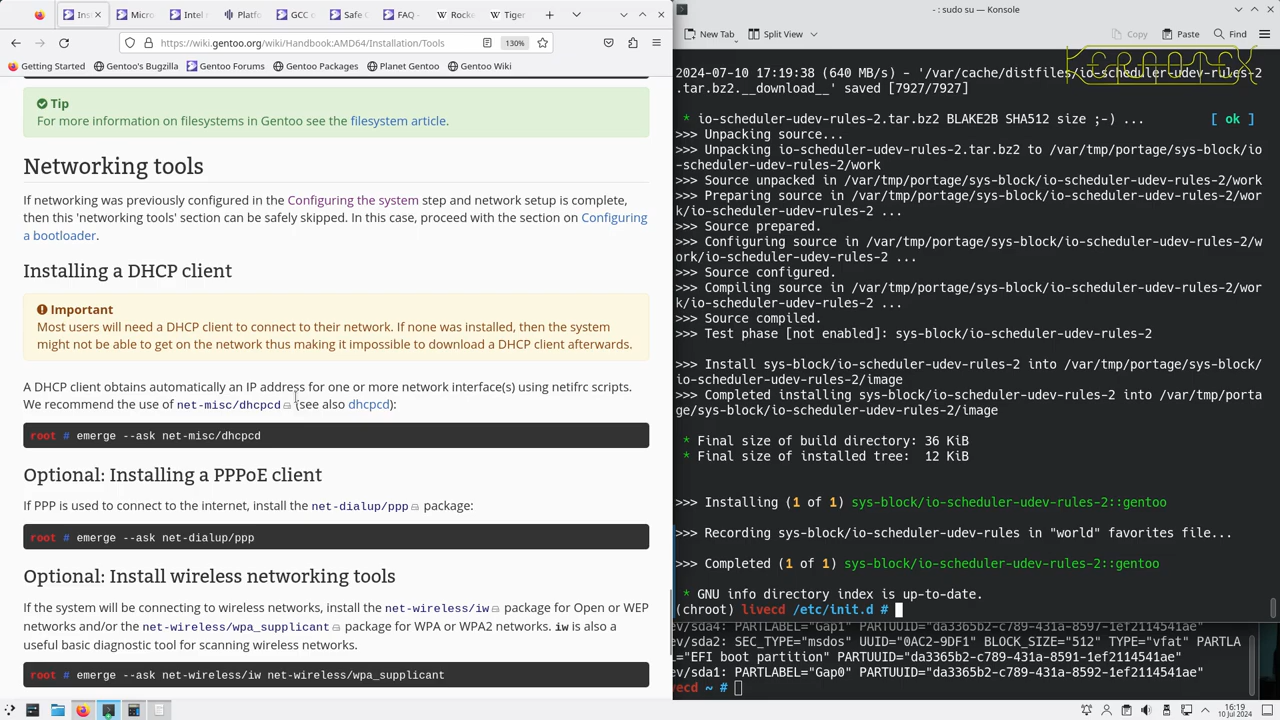 Ins
Micro
Intel
Platf
GCC
Safe
FAQ
Rocke
Tiger
https://wiki.gentoo.org/wiki/Handbook:AMD64/Installation/Tools
130%
Getting Started
Gentoo's Bugzilla
Gentoo Forums
Gentoo Packages
Planet Gentoo
Gentoo Wiki
Tip
For more information on filesystems in Gentoo see the filesystem article.
Networking tools
If networking was previously configured in the Configuring the system step and network setup is complete,
then this 'networking tools' section can be safely skipped. In this case, proceed with the section on Configuring
a bootloader.
Installing a DHCP client
Important
Most users will need a DHCP client to connect to their network. If none was installed, then the system
might not be able to get on the network thus making it impossible to download a DHCP client afterwards.
A DHCP client obtains automatically an IP address for one or more network interface(s) using netifrc scripts.
We recommend the use of net-misc/dhcpcd (see also dhcpcd):
root # emerge --ask net-misc/dhcpcd
Optional: Installing a PPPoE client
If PPP is used to connect to the internet, install the net-dialup/ppp package:
root # emerge --ask net-dialup/ppp
Optional: Install wireless networking tools
If the system will be connecting to wireless networks, install the net-wireless/iw package for Open or WEP
networks and/or the net-wireless/wpa_supplicant package for WPA or WPA2 networks. iw is also a
useful basic diagnostic tool for scanning wireless networks.
root # emerge --ask net-wireless/iw net-wireless/wpa_supplicant
- : sudo su — Konsole
New Tab
Split View
Copy
Paste
Find
KERNOTEX
2024-07-10 17:19:38 (640 MB/s) - '/var/cache/distfiles/io-scheduler-udev-rules-2
.tar.bz2.__download__' saved [7927/7927]
* io-scheduler-udev-rules-2.tar.bz2 BLAKE2B SHA512 size ;-) ... [ ok ]
>>> Unpacking source...
>>> Unpacking io-scheduler-udev-rules-2.tar.bz2 to /var/tmp/portage/sys-block/io
-scheduler-udev-rules-2/work
>>> Source unpacked in /var/tmp/portage/sys-block/io-scheduler-udev-rules-2/work
>>> Preparing source in /var/tmp/portage/sys-block/io-scheduler-udev-rules-2/wor
k/io-scheduler-udev-rules-2 ...
>>> Source prepared.
>>> Configuring source in /var/tmp/portage/sys-block/io-scheduler-udev-rules-2/w
ork/io-scheduler-udev-rules-2 ...
>>> Source configured.
>>> Compiling source in /var/tmp/portage/sys-block/io-scheduler-udev-rules-2/wor
k/io-scheduler-udev-rules-2 ...
>>> Source compiled.
>>> Test phase [not enabled]: sys-block/io-scheduler-udev-rules-2
>>> Install sys-block/io-scheduler-udev-rules-2 into /var/tmp/portage/sys-block/
io-scheduler-udev-rules-2/image
>>> Completed installing sys-block/io-scheduler-udev-rules-2 into /var/tmp/porta
ge/sys-block/io-scheduler-udev-rules-2/image
* Final size of build directory: 36 KiB
* Final size of installed tree: 12 KiB
>>> Installing (1 of 1) sys-block/io-scheduler-udev-rules-2::gentoo
>>> Recording sys-block/io-scheduler-udev-rules in "world" favorites file...
>>> Completed (1 of 1) sys-block/io-scheduler-udev-rules-2::gentoo
* GNU info directory index is up-to-date.
(chroot) livecd /etc/init.d #
ev/sda4: PARTLABEL="Gap1" PARTUUID="da3365b2-c789-431a-8591-1ef2114541ae"
ev/sda2: SEC_TYPE="msdos" UUID="0AC2-9DF1" BLOCK_SIZE="512" TYPE="vfat" PARTLA
L="EFI boot partition" PARTUUID="da3365b2-c789-431a-858f-1ef2114541ae"
ev/sda1: PARTLABEL="Gap0" PARTUUID="da3365b2-c789-431a-8592-1ef2114541ae"
ecd ~ #
16:19
10 Jul 2024